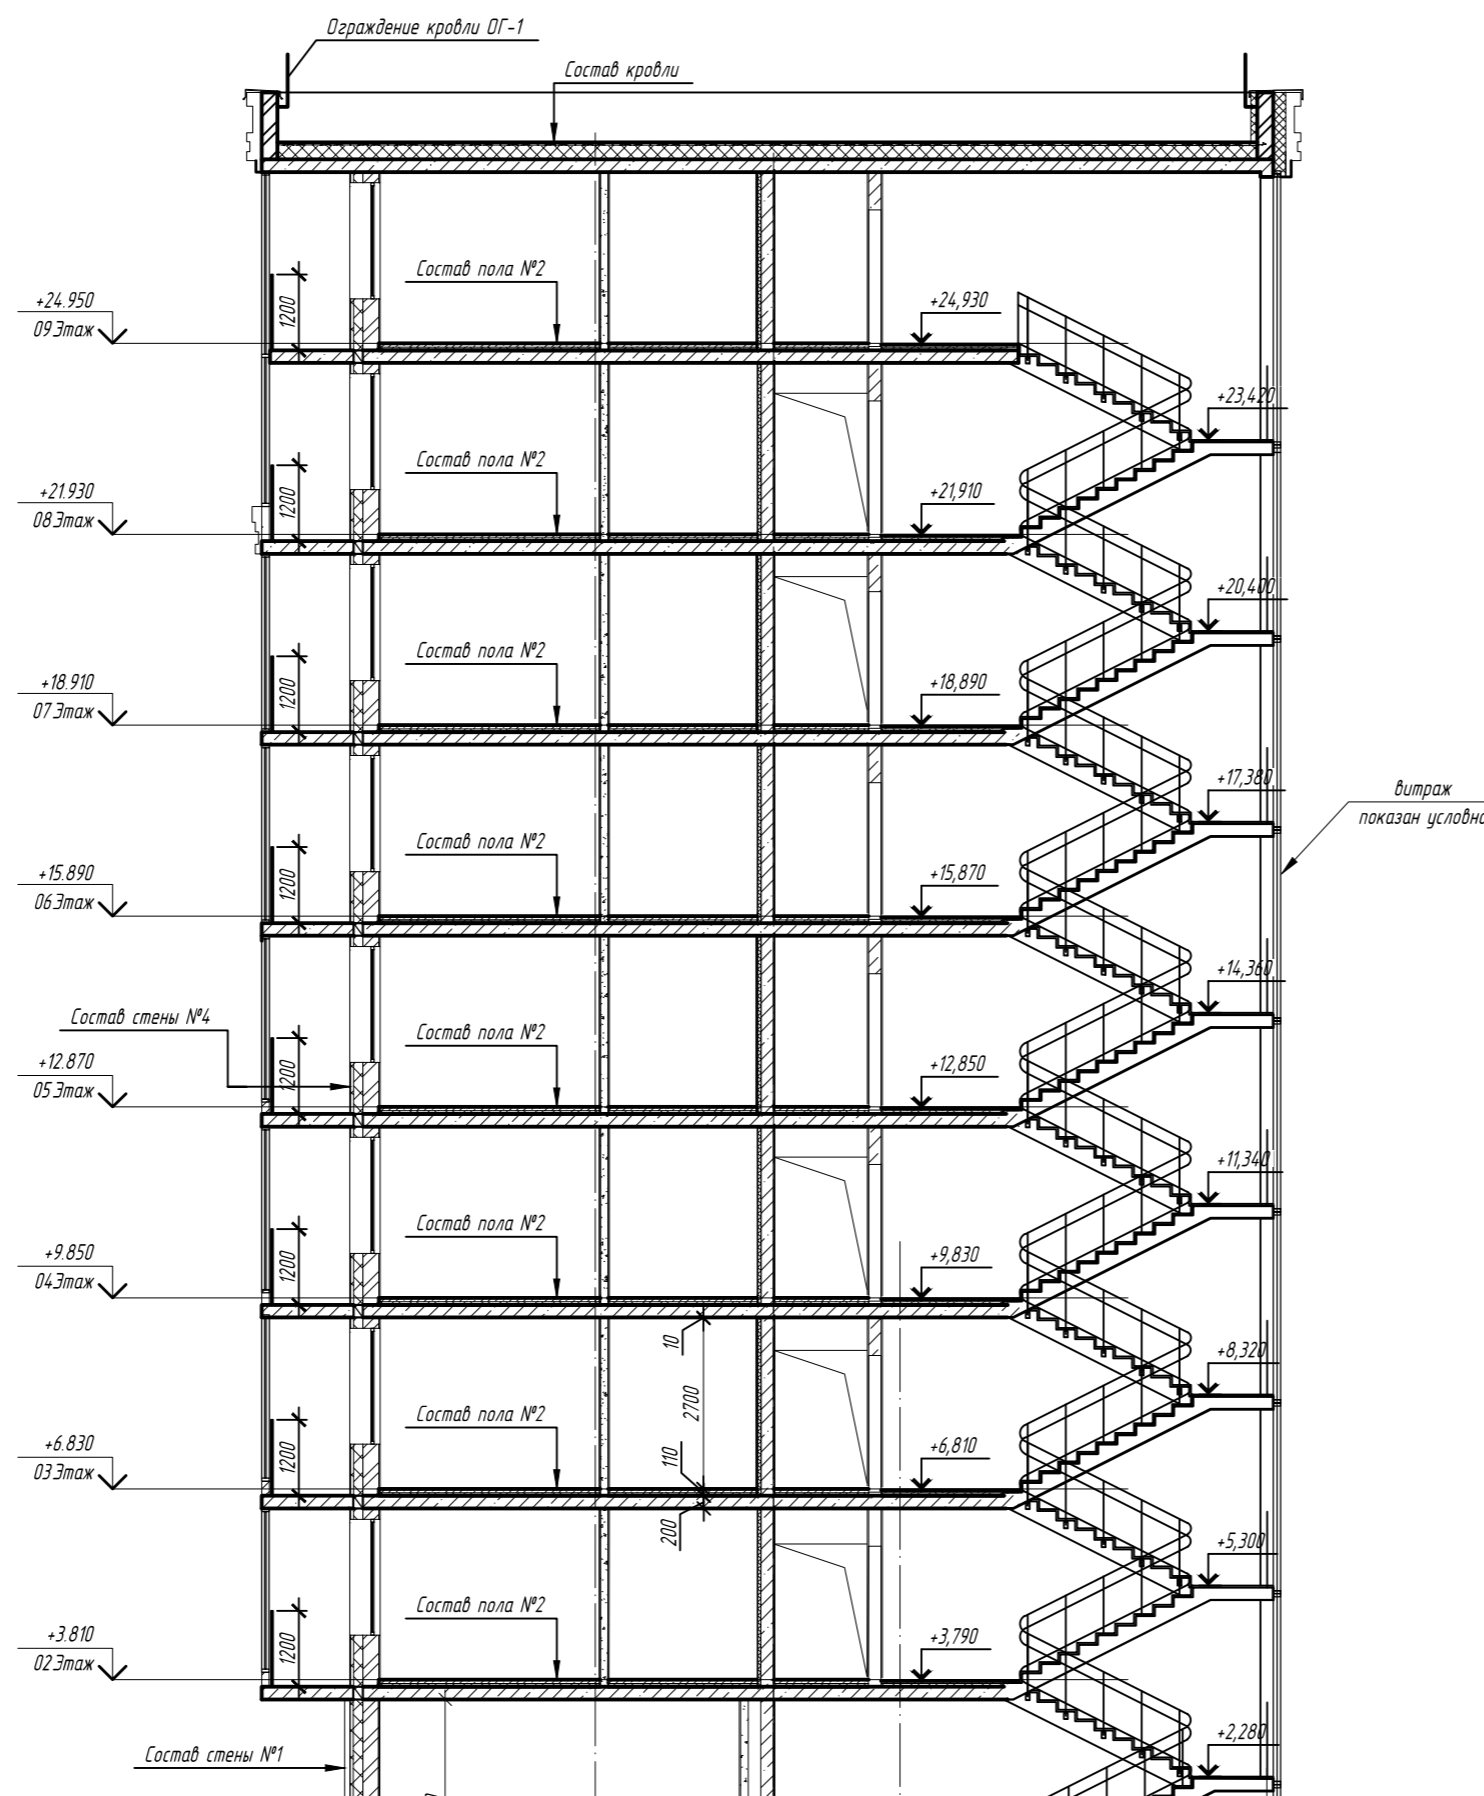 Ограждение кровли ОГ-1
Состав кровли
+24.950
09 Этаж
1200
Состав пола №2
+24,930
+23,420
+21.930
08 Этаж
1200
Состав пола №2
+21,910
+20,400
+18.910
07 Этаж
1200
Состав пола №2
+18,890
+17,380
витраж
показан условно
+15.890
06 Этаж
1200
Состав пола №2
+15,870
+14,360
Состав стены №4
+12.870
05 Этаж
1200
Состав пола №2
+12,850
+11,340
+9.850
04 Этаж
1200
Состав пола №2
+9,830
10
2700
110
200
+8,320
+6.830
03 Этаж
1200
Состав пола №2
+6,810
+5,300
+3.810
02 Этаж
1200
Состав пола №2
+3,790
+2,280
Состав стены №1